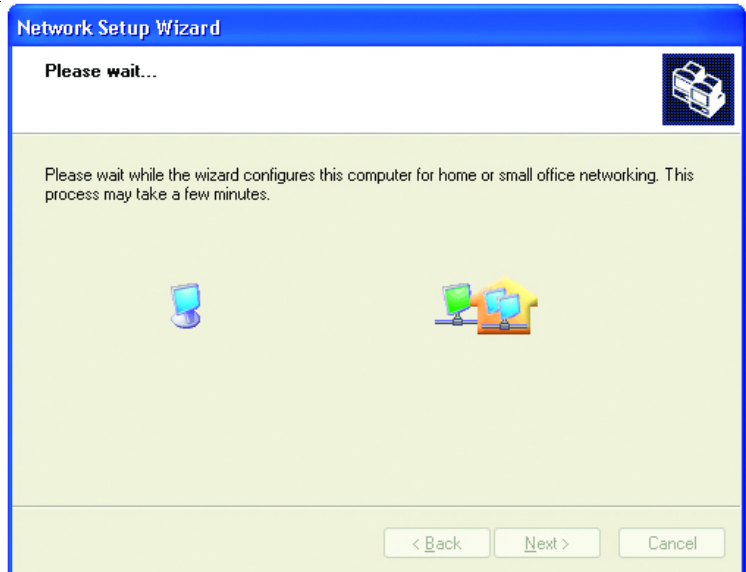 Network Setup Wizard
Please wait...
Please wait while the wizard configures this computer for home or small office networking. This
process may take a few minutes.
< Back
Next >
Cancel